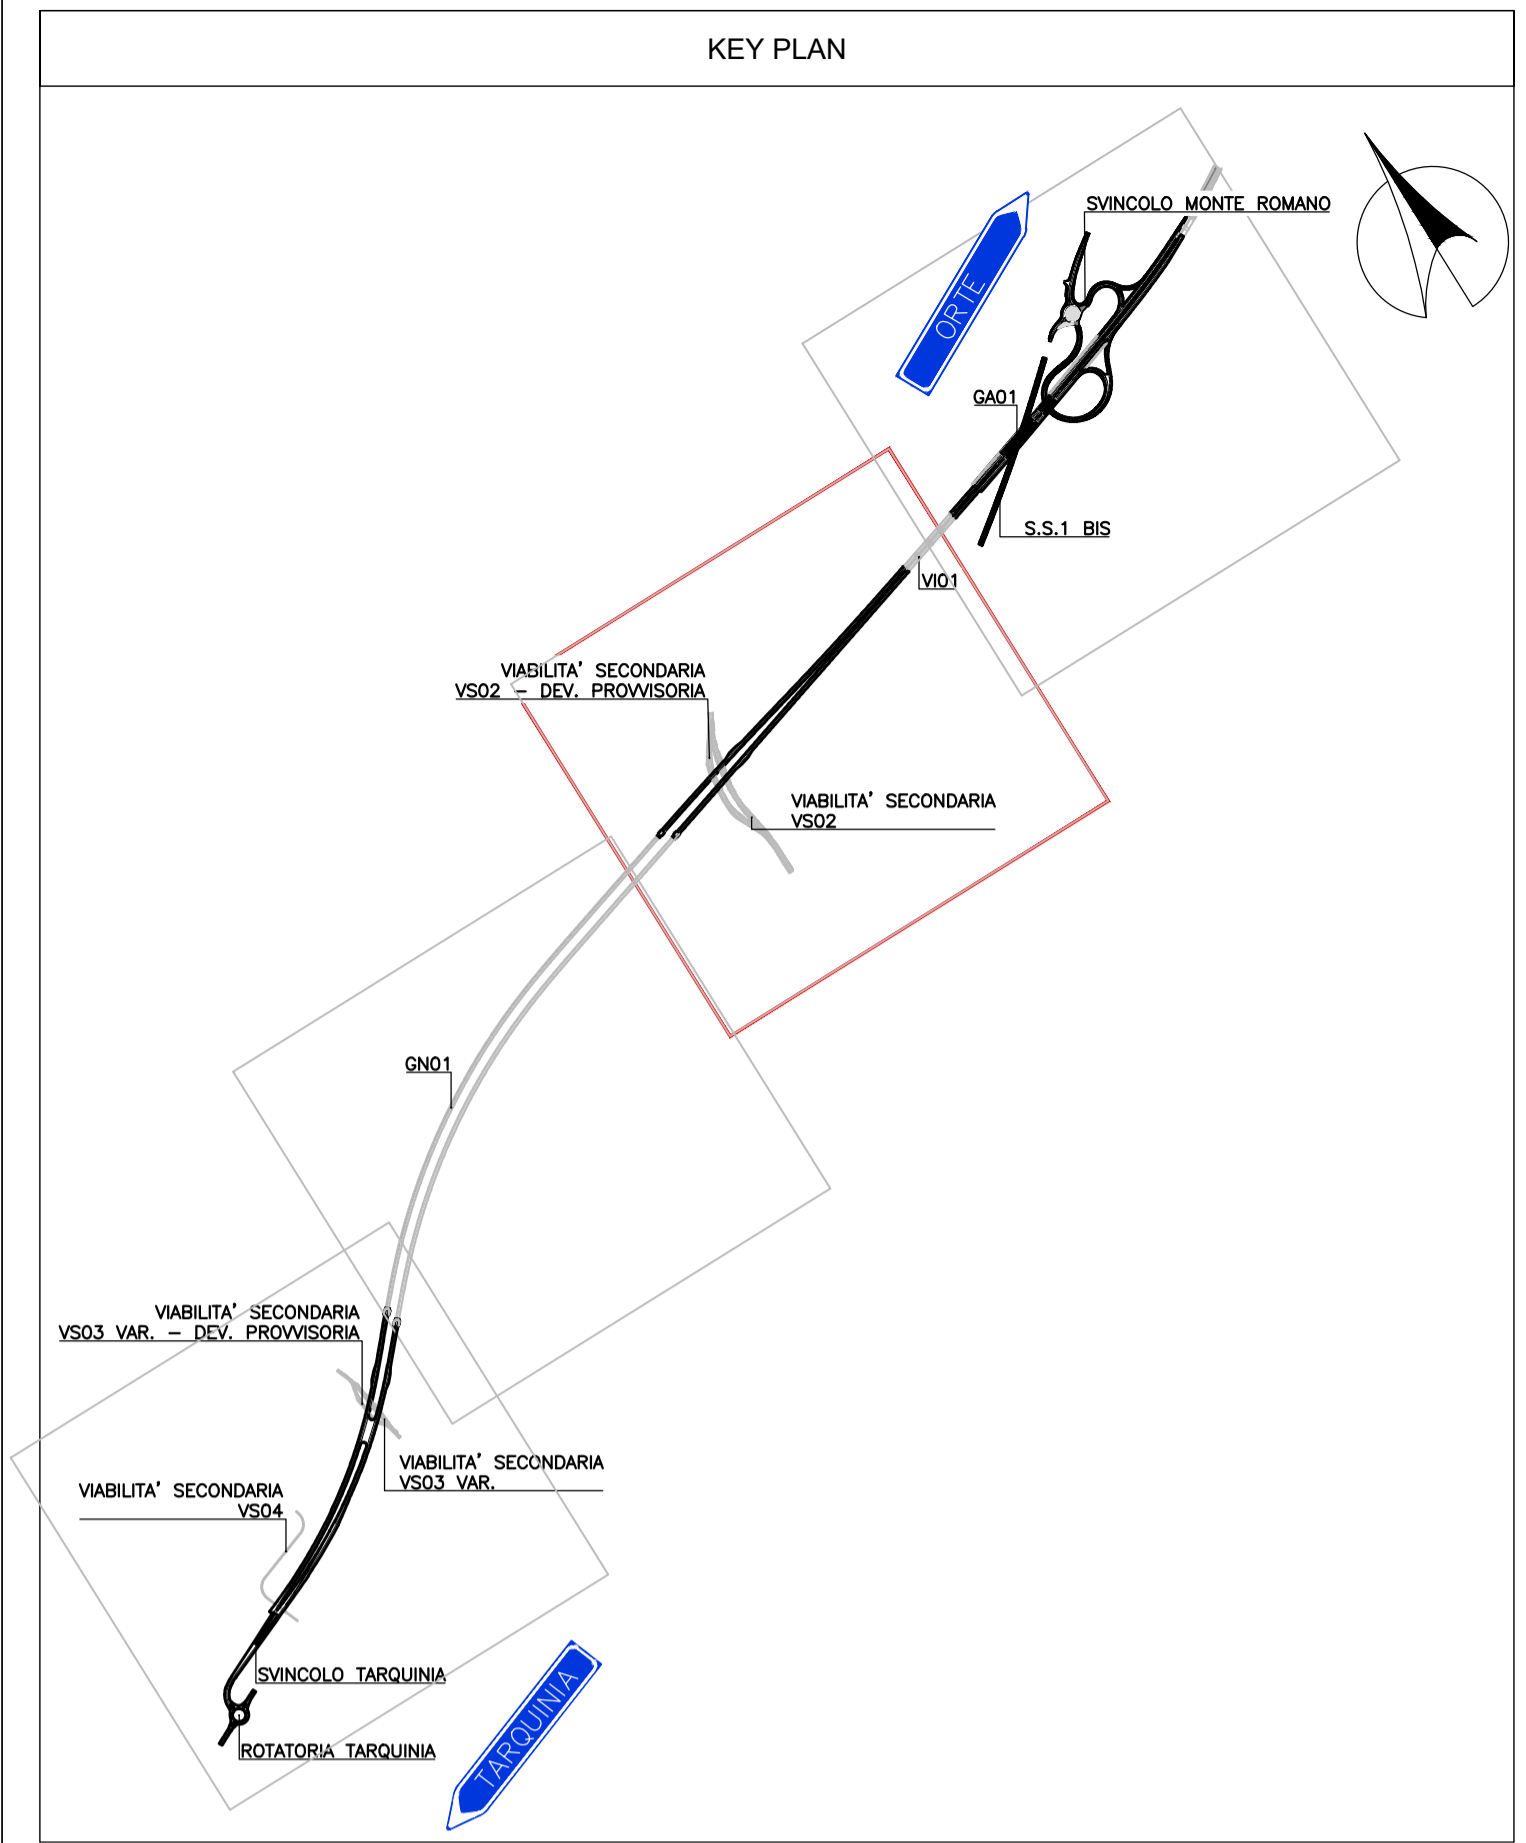 KEY PLAN
SVINCOLO MONTE ROMANO
ORTE
GA01
S.S.1 BIS
VI01
VIABILITA' SECONDARIA
VS02 - DEV. PROVVISORIA
VIABILITA' SECONDARIA
VS02
GN01
VIABILITA' SECONDARIA
VS03 VAR. - DEV. PROVVISORIA
VIABILITA' SECONDARIA
VS03 VAR.
VIABILITA' SECONDARIA
VS04
SVINCOLO TARQUINIA
TARQUINIA
ROTATORIA TARQUINIA